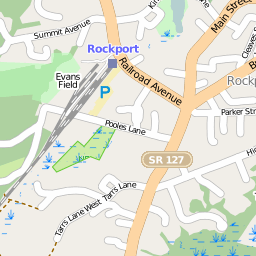 Summit Avenue
Main Street
Rockport
Evans
Field
Railroad Avenue
P
Rockp
Parker St
Pooles Lane
SR 127
Tarr's Lane
Tarr's Lane West